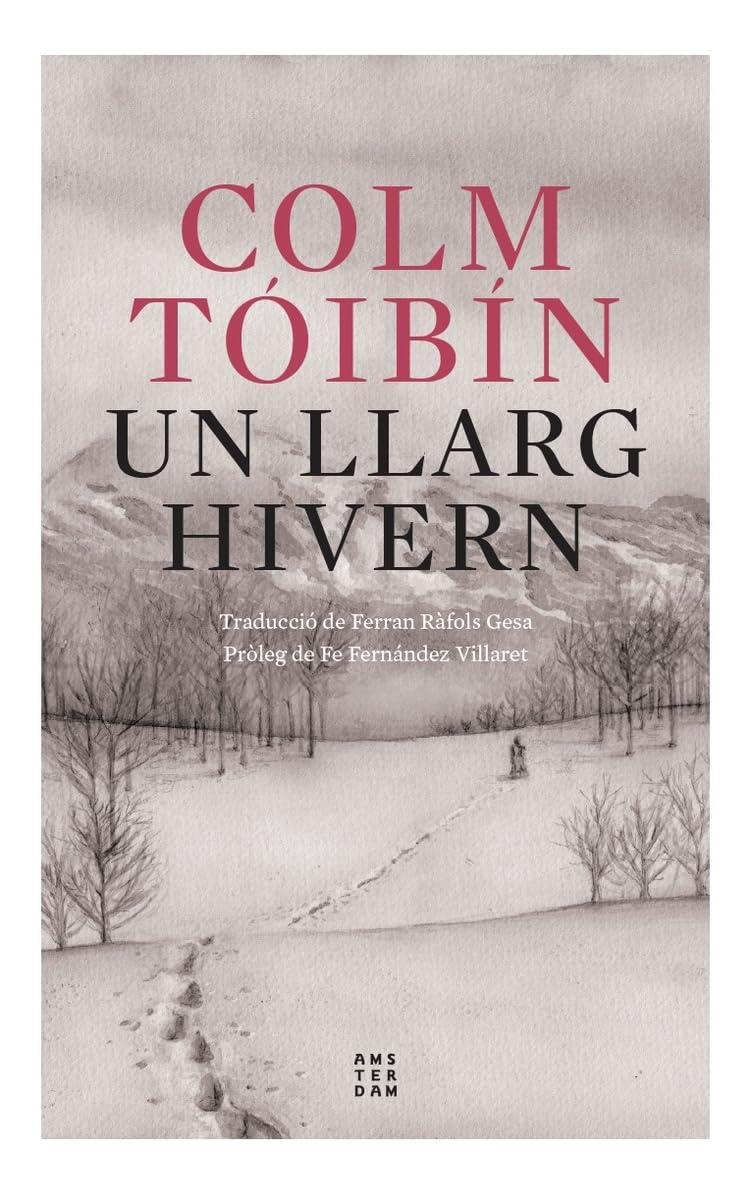 COLM
TÓIBÍN
UN LLARG
HIVERN
Traducció de Ferran Ràfols Gesa
Pròleg de Fe Fernández Villaret
AMS
TER
DAM